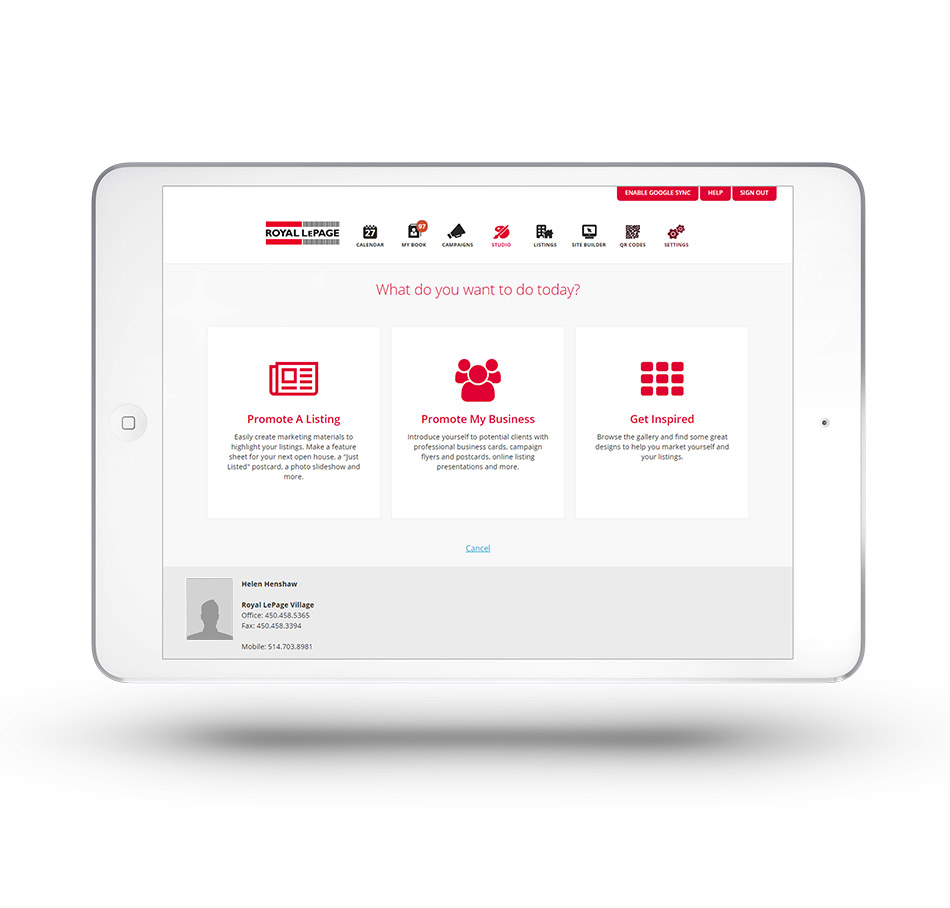 ENABLE GOOGLE SYNC HELP SIGN OUT
ROYAL LEPAGE
27
97
CALENDAR MY BOOK CAMPAIGNS STUDIO LISTINGS SITE BUILDER QR CODES SETTINGS
What do you want to do today?
Promote A Listing
Easily create marketing materials to
highlight your listings. Make a feature
sheet for your next open house, a "Just
Listed" postcard, a photo slideshow and
more.
Promote My Business
Introduce yourself to potential clients with
professional business cards, campaign
flyers and postcards, online listing
presentations and more.
Get Inspired
Browse the gallery and find some great
designs to help you market yourself and
your listings.
Cancel
Helen Henshaw
Royal LePage Village
Office: 450.458.5365
Fax: 450.458.3394
Mobile: 514.703.8981